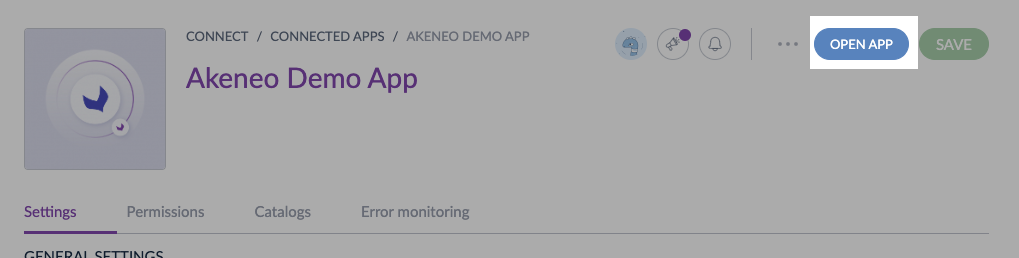 CONNECT / CONNECTED APPS / AKENEO DEMO APP
OPEN APP
SAVE
Akeneo Demo App
Settings Permissions Catalogs Error monitoring
GENERAL SETTINGS